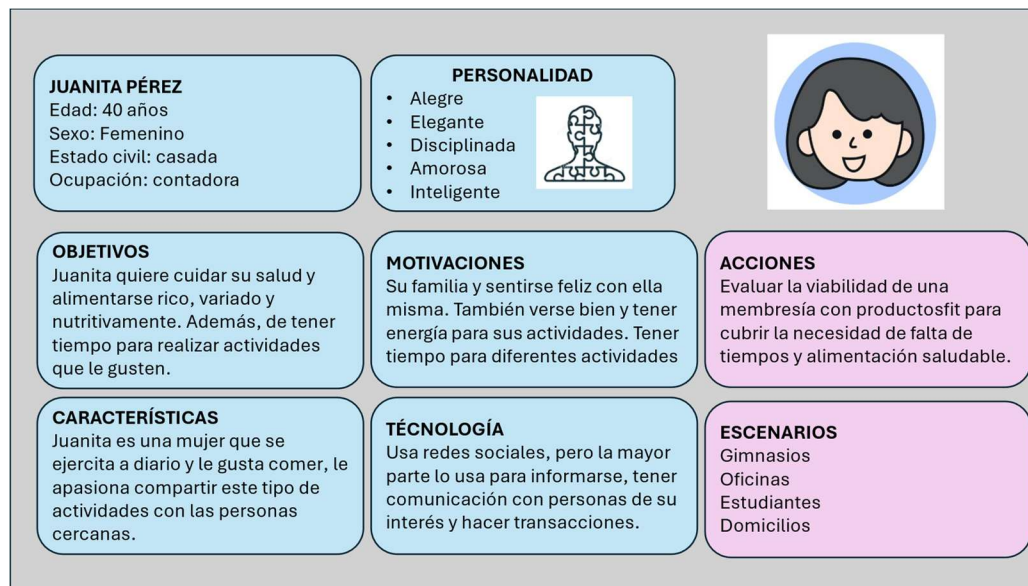 JUANITA PÉREZ
Edad: 40 años
Sexo: Femenino
Estado civil: casada
Ocupación: contadora
PERSONALIDAD
• Alegre
• Elegante
• Disciplinada
• Amorosa
• Inteligente
OBJETIVOS
Juanita quiere cuidar su salud y
alimentarse rico, variado y
nutritivamente. Además, de tener
tiempo para realizar actividades
que le gusten.
MOTIVACIONES
Su familia y sentirse feliz con ella
misma. También verse bien y tener
energía para sus actividades. Tener
tiempo para diferentes actividades
ACCIONES
Evaluar la viabilidad de una
membresía con productosfit para
cubrir la necesidad de falta de
tiempos y alimentación saludable.
CARACTERÍSTICAS
Juanita es una mujer que se
ejercita a diario y le gusta comer, le
apasiona compartir este tipo de
actividades con las personas
cercanas.
TÉCNOLOGÍA
Usa redes sociales, pero la mayor
parte lo usa para informarse, tener
comunicación con personas de su
interés y hacer transacciones.
ESCENARIOS
Gimnasios
Oficinas
Estudiantes
Domicilios